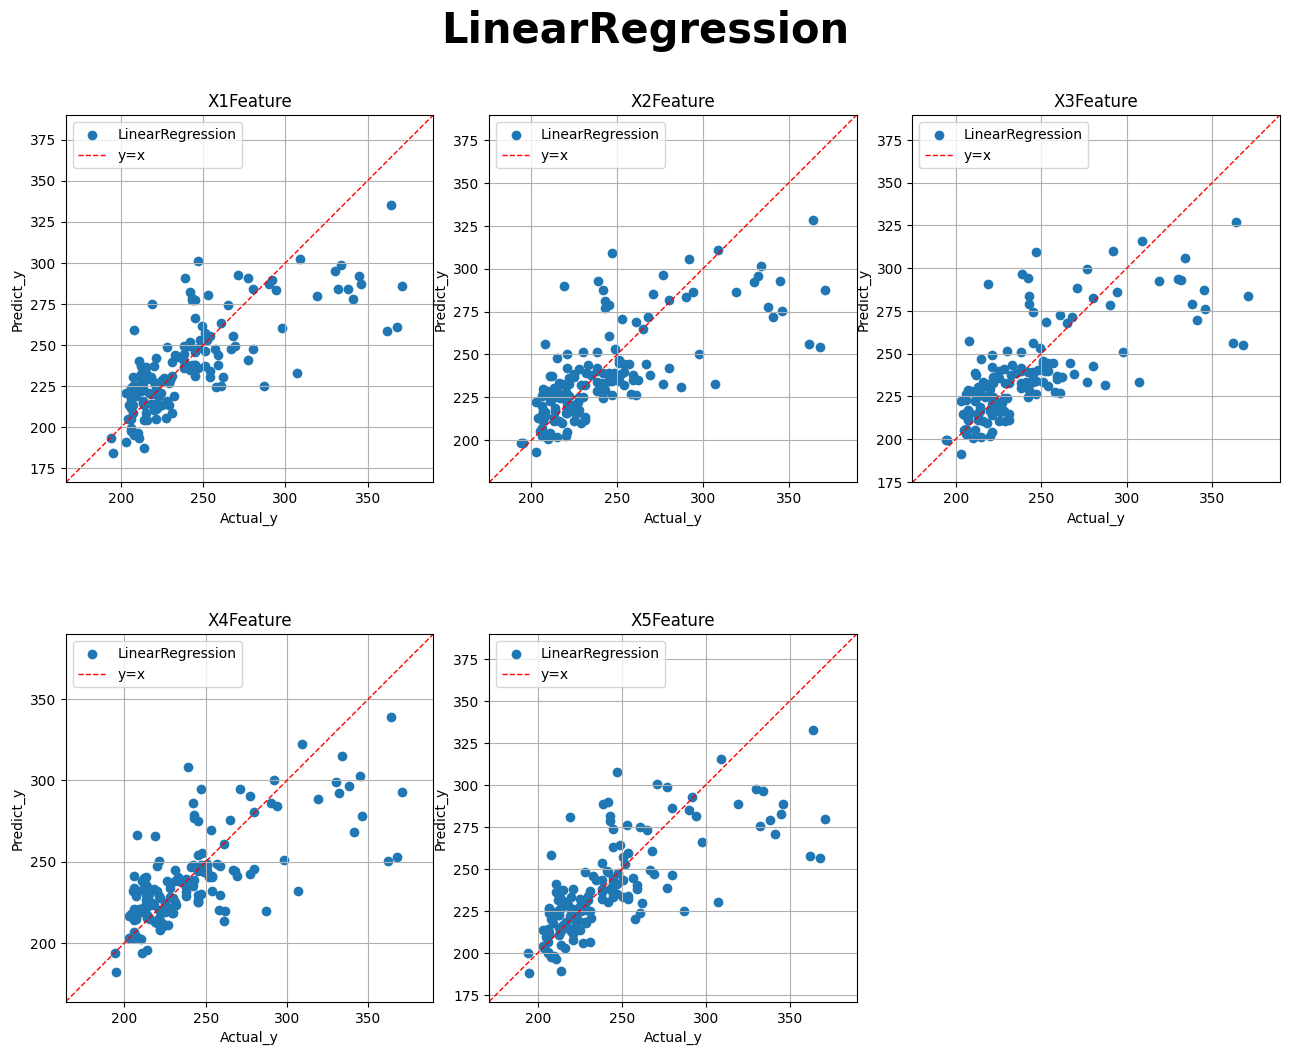 LinearRegression
X1Feature
LinearRegression
y=x
375
350
325
300
275
250
225
200
175
Predict_y
200 250 300 350
Actual_y
X2Feature
LinearRegression
y=x
375
350
325
300
275
250
225
200
Predict_y
200 250 300 350
Actual_y
X3Feature
LinearRegression
y=x
375
350
325
300
275
250
225
200
175
Predict_y
200 250 300 350
Actual_y
X4Feature
LinearRegression
y=x
350
300
250
200
Predict_y
200 250 300 350
Actual_y
X5Feature
LinearRegression
y=x
375
350
325
300
275
250
225
200
175
Predict_y
200 250 300 350
Actual_y